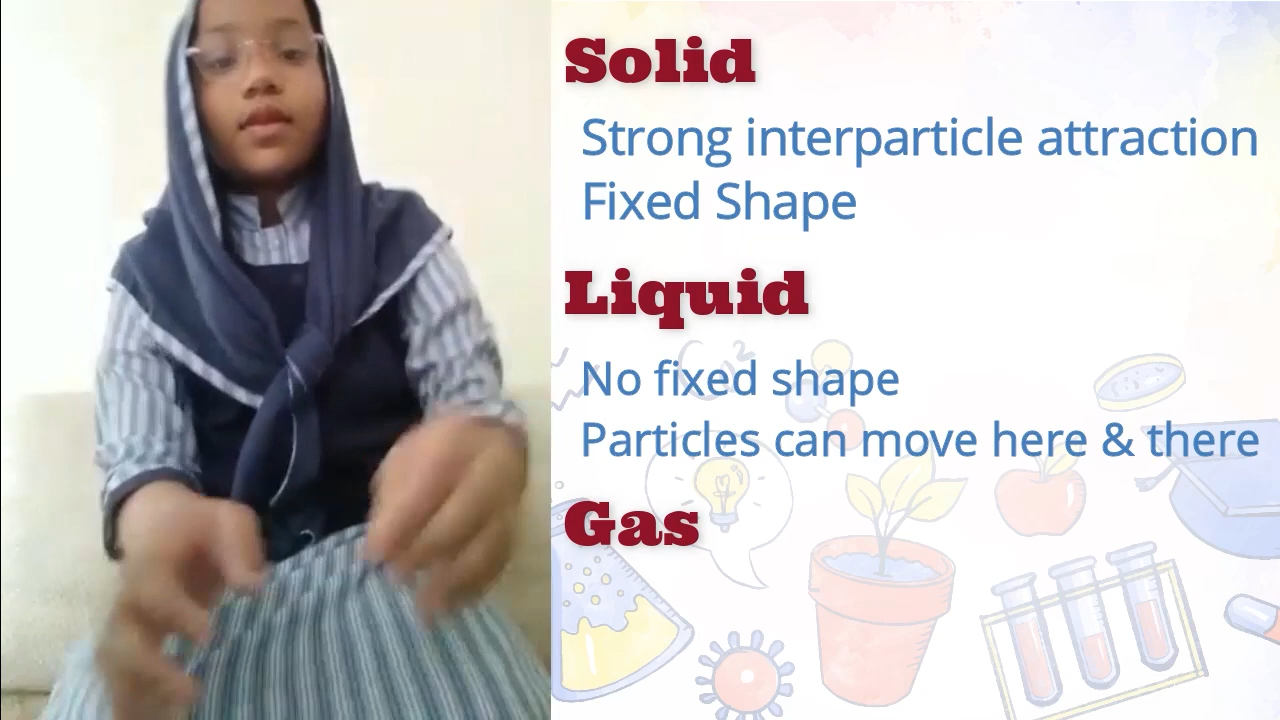 Solid
Strong interparticle attraction
Fixed Shape
Liquid
No fixed shape
Particles can move here & there
Gas